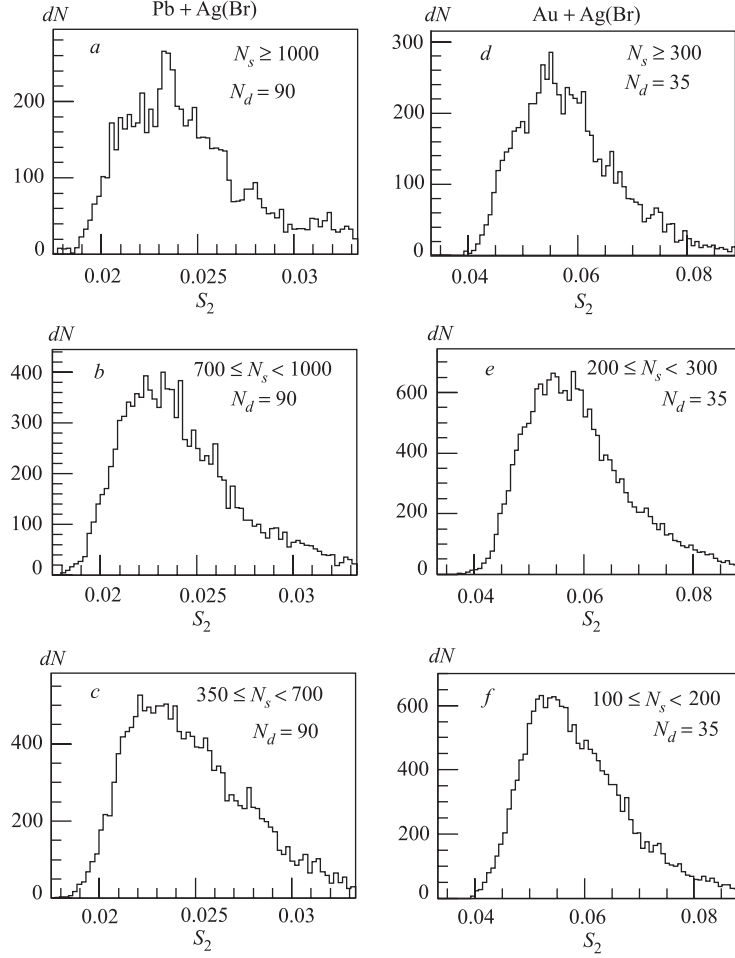 Pb + Ag(Br)
dN
a
N_s ≥ 1000
N_d = 90
200
100
0
0.02
0.025
0.03
S_2
Au + Ag(Br)
dN
d
N_s ≥ 300
N_d = 35
300
200
100
0
0.04
0.06
0.08
S_2
dN
b
700 ≤ N_s < 1000
N_d = 90
400
300
200
100
0
0.02
0.025
0.03
S_2
dN
e
200 ≤ N_s < 300
N_d = 35
600
400
200
0
0.04
0.06
0.08
S_2
dN
c
350 ≤ N_s < 700
N_d = 90
400
200
0
0.02
0.025
0.03
S_2
dN
f
100 ≤ N_s < 200
N_d = 35
600
400
200
0
0.04
0.06
0.08
S_2